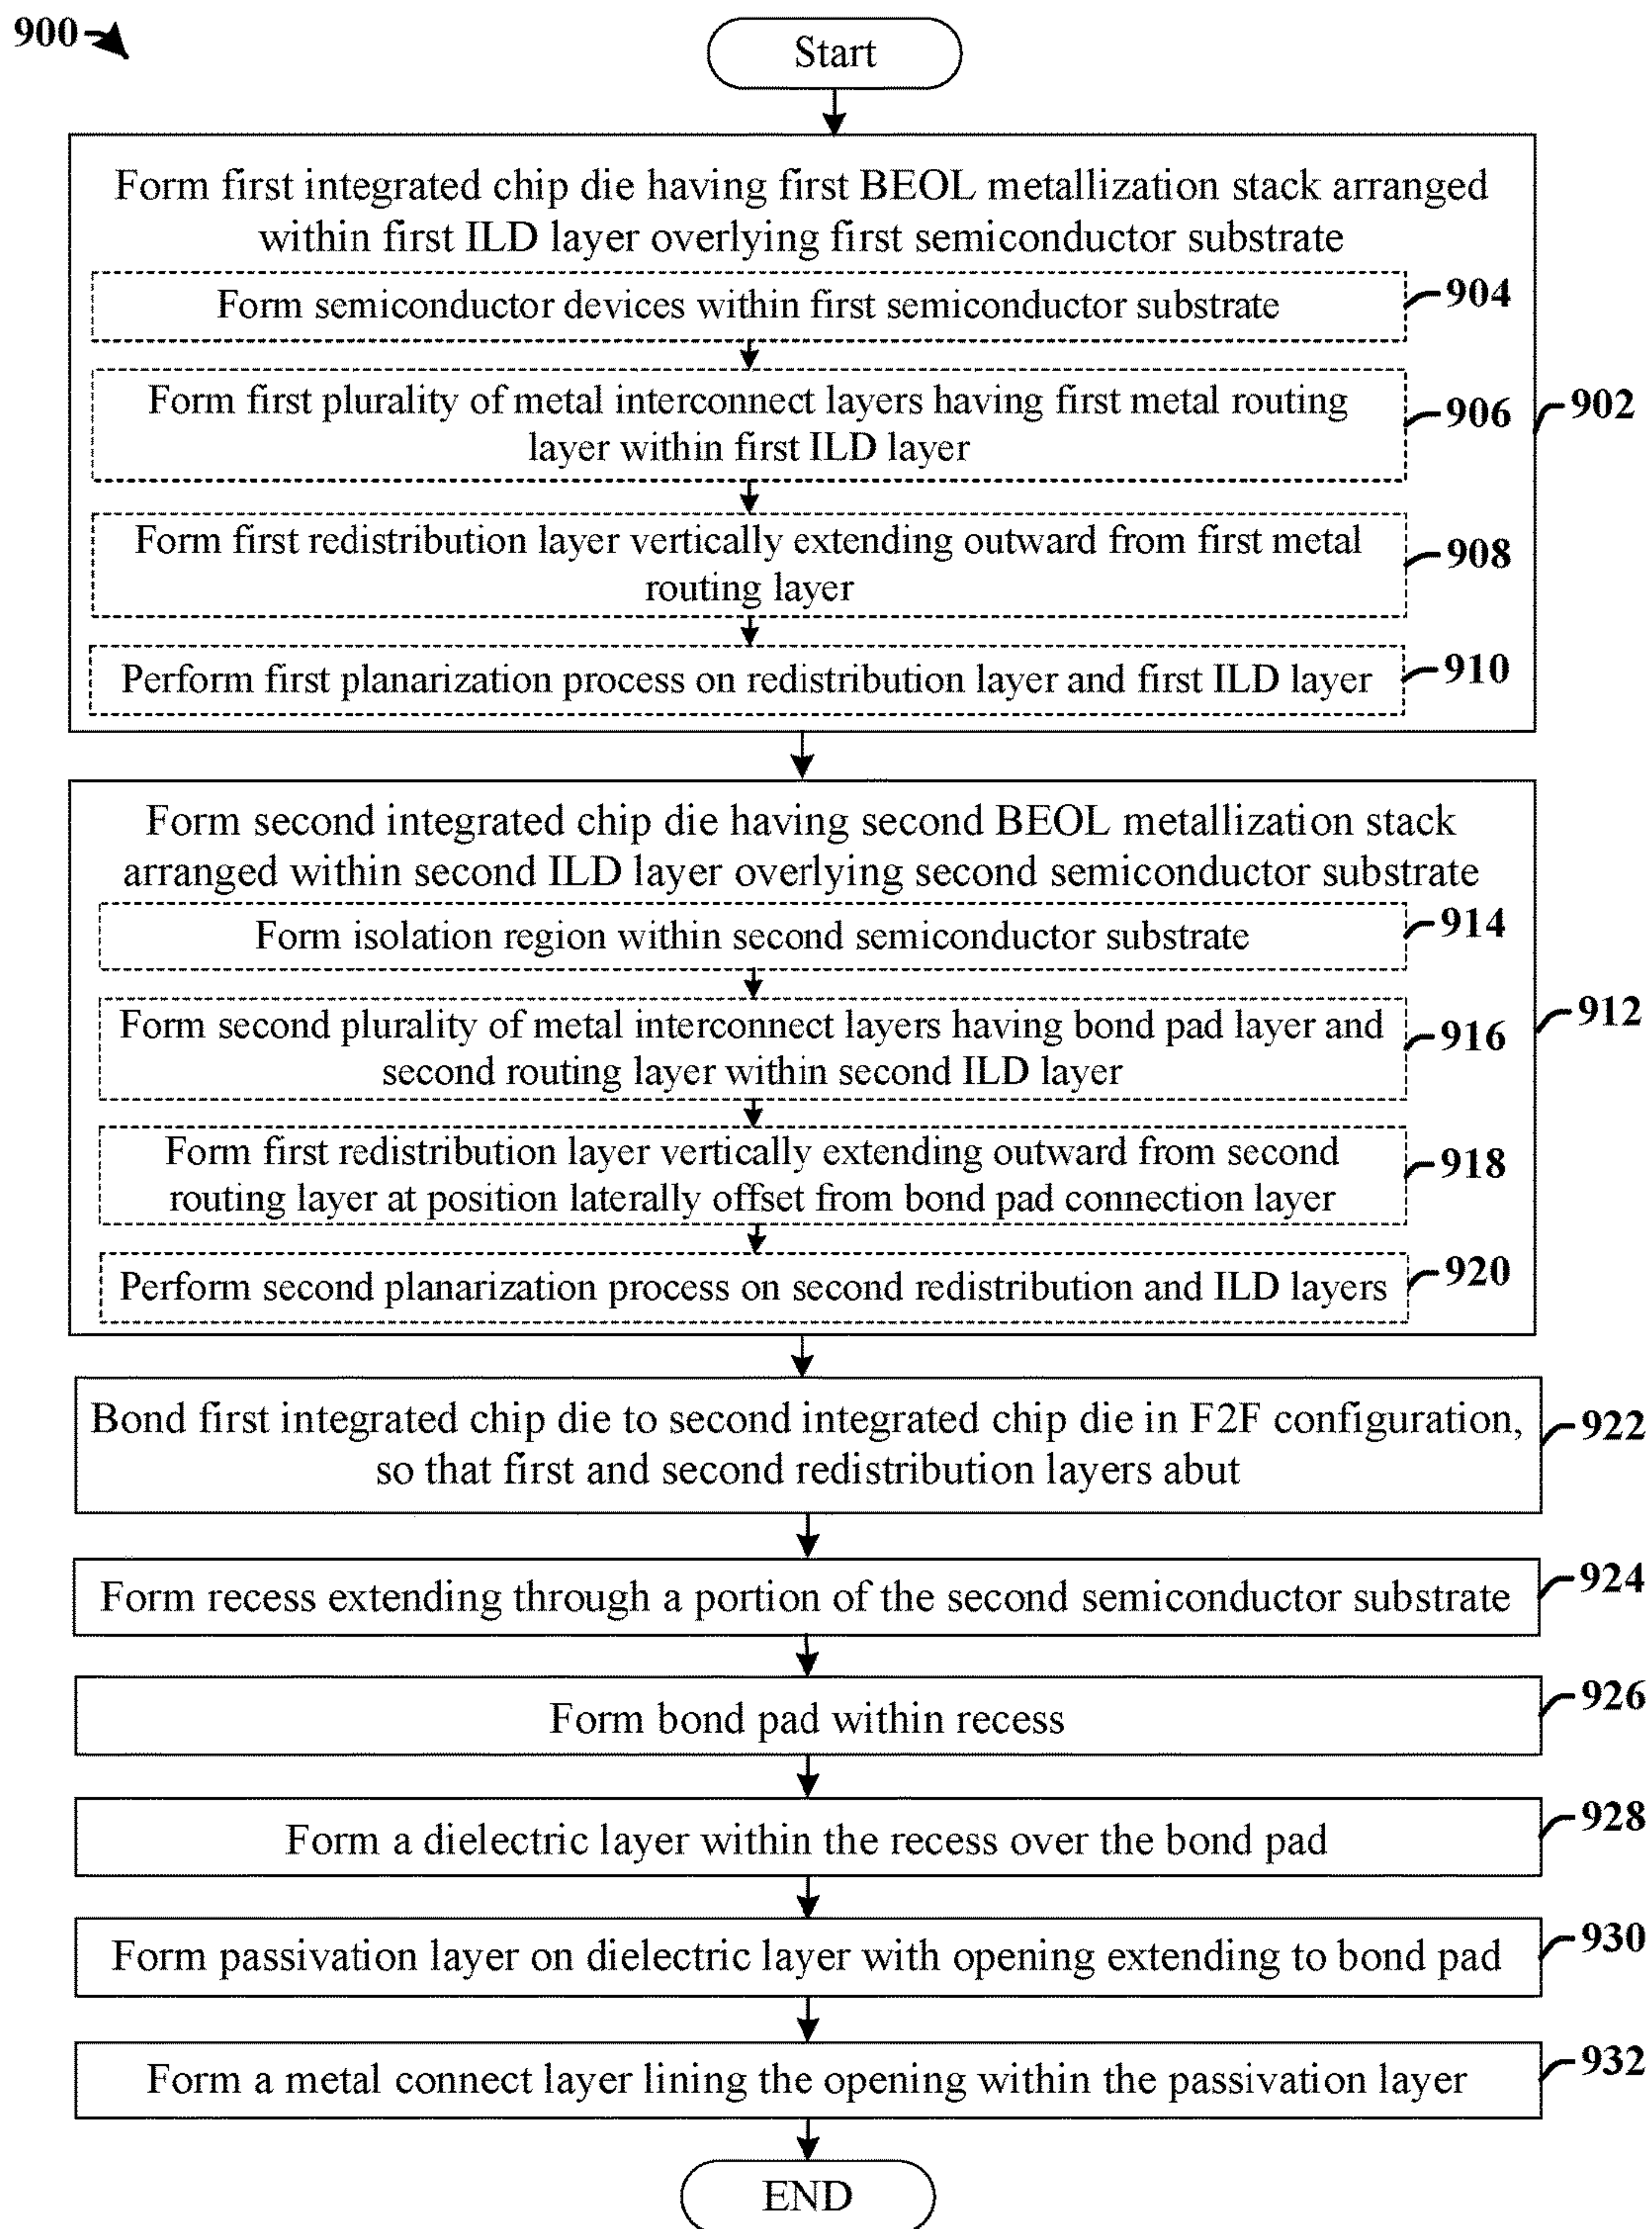 900
Start
Form first integrated chip die having first BEOL metallization stack arranged
within first ILD layer overlying first semiconductor substrate
Form semiconductor devices within first semiconductor substrate
904
Form first plurality of metal interconnect layers having first metal routing
layer within first ILD layer
906
902
Form first redistribution layer vertically extending outward from first metal
routing layer
908
Perform first planarization process on redistribution layer and first ILD layer
910
Form second integrated chip die having second BEOL metallization stack
arranged within second ILD layer overlying second semiconductor substrate
Form isolation region within second semiconductor substrate
914
Form second plurality of metal interconnect layers having bond pad layer and
second routing layer within second ILD layer
916
912
Form first redistribution layer vertically extending outward from second
routing layer at position laterally offset from bond pad connection layer
918
Perform second planarization process on second redistribution and ILD layers
920
Bond first integrated chip die to second integrated chip die in F2F configuration,
so that first and second redistribution layers abut
922
Form recess extending through a portion of the second semiconductor substrate
924
Form bond pad within recess
926
Form a dielectric layer within the recess over the bond pad
928
Form passivation layer on dielectric layer with opening extending to bond pad
930
Form a metal connect layer lining the opening within the passivation layer
932
END